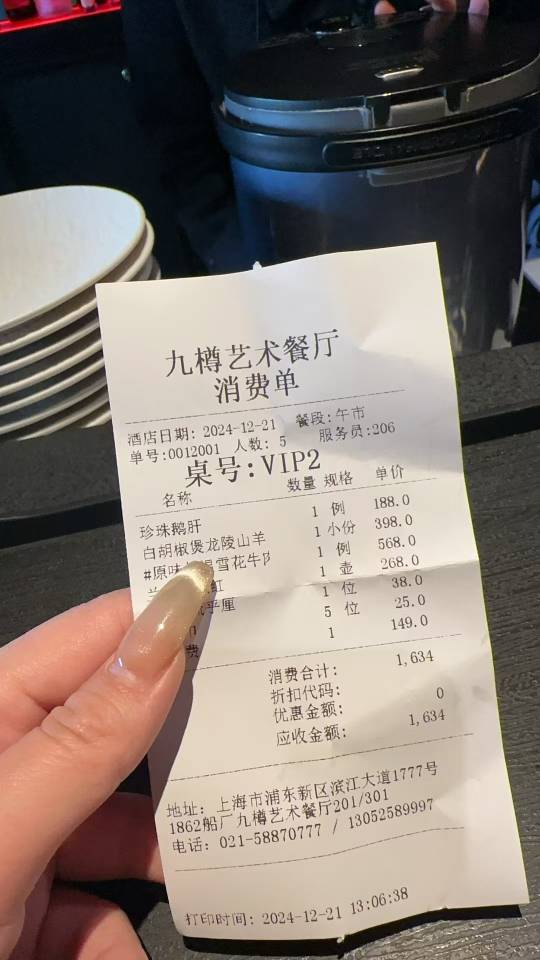 九樽艺术餐厅
消费单
酒店日期: 2024-12-21 餐段:午市
单号:0012001 人数: 5 服务员:206
桌号:VIP2
名称 数量 规格 单价
珍珠鹅肝 1 例 188.0
白胡椒煲龙陵山羊 1 小份 398.0
#原味 雪花牛 1 例 568.0
红 1 壶 268.0
平厘 1 位 38.0
5 位 25.0
费 1 149.0
消费合计: 1,634
折扣代码:
优惠金额: 0
应收金额: 1,634
地址: 上海市浦东新区滨江大道1777号
1862船厂九樽艺术餐厅201/301
电话: 021-58870777 / 13052589997
打印时间: 2024-12-21 13:06:38